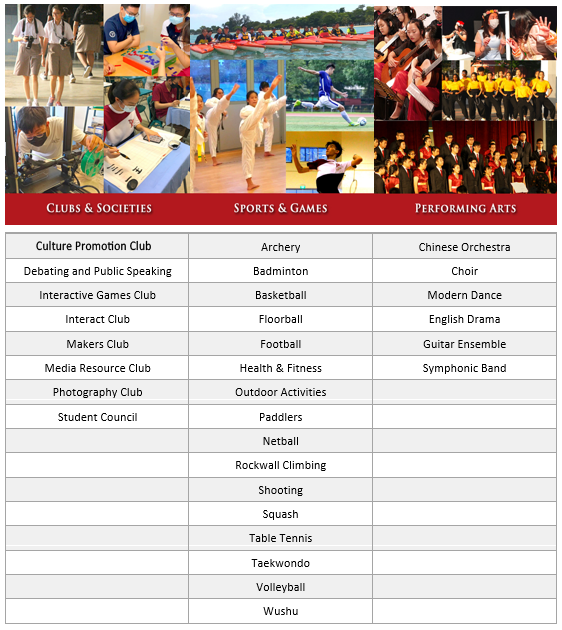 CLUBS & SOCIETIES SPORTS & GAMES PERFORMING ARTS
Culture Promotion Club Archery Chinese Orchestra
Debating and Public Speaking Badminton Choir
Interactive Games Club Basketball Modern Dance
Interact Club Floorball English Drama
Makers Club Football Guitar Ensemble
Media Resource Club Health & Fitness Symphonic Band
Photography Club Outdoor Activities
Student Council Paddlers
Netball
Rockwall Climbing
Shooting
Squash
Table Tennis
Taekwondo
Volleyball
Wushu